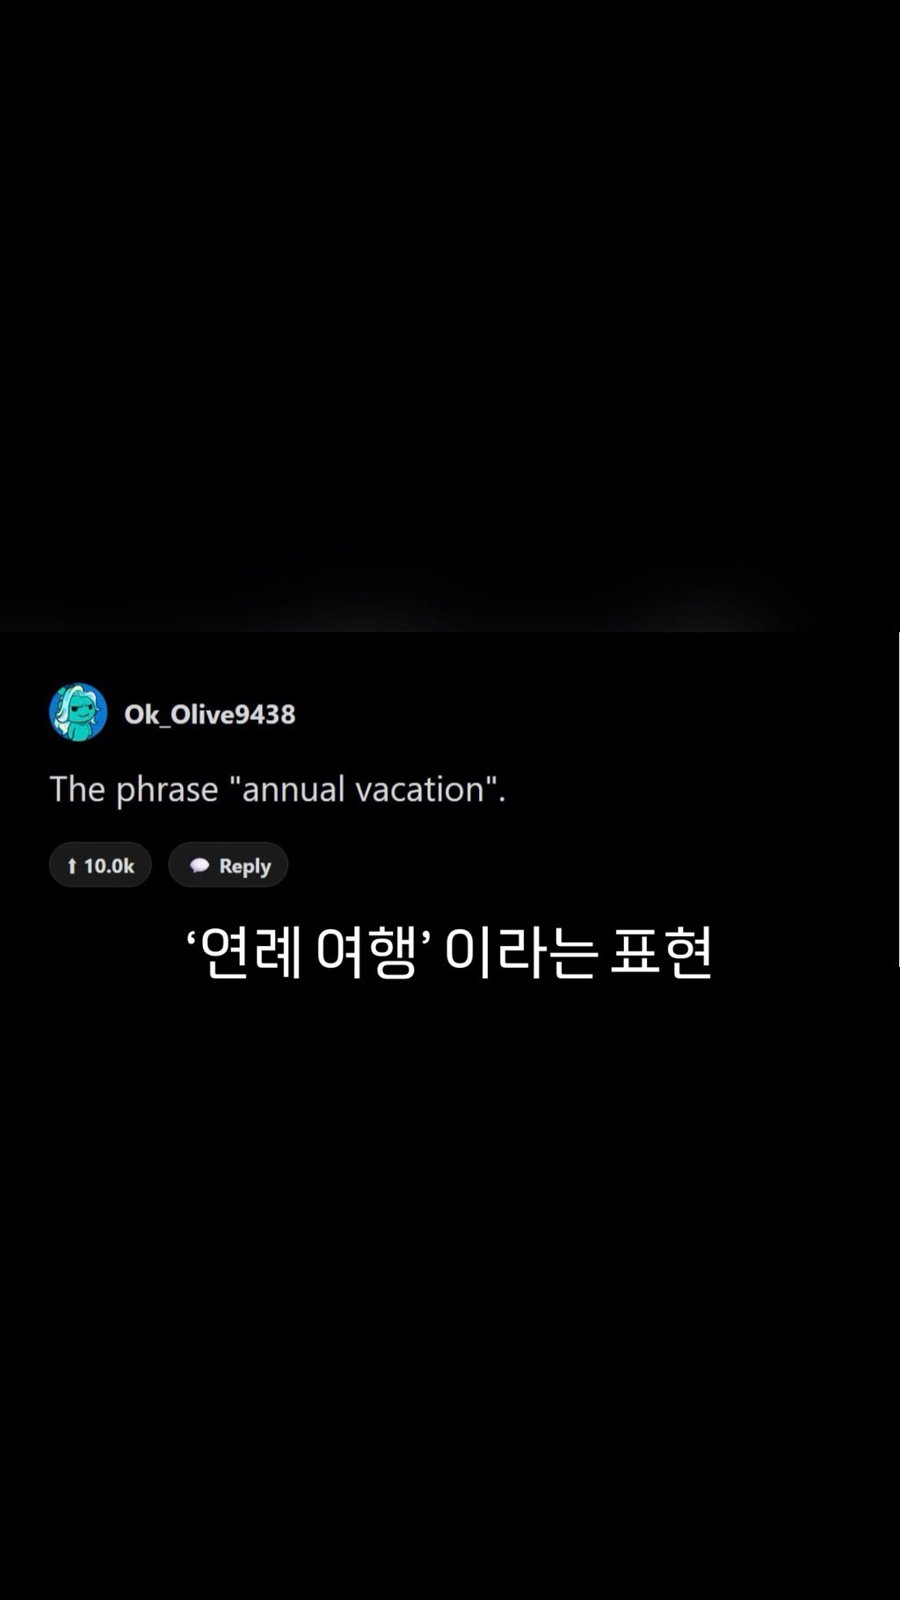 Ok_Olive9438
The phrase "annual vacation".
⬆ 10.0k 💬 Reply
‘연례 여행’ 이라는 표현